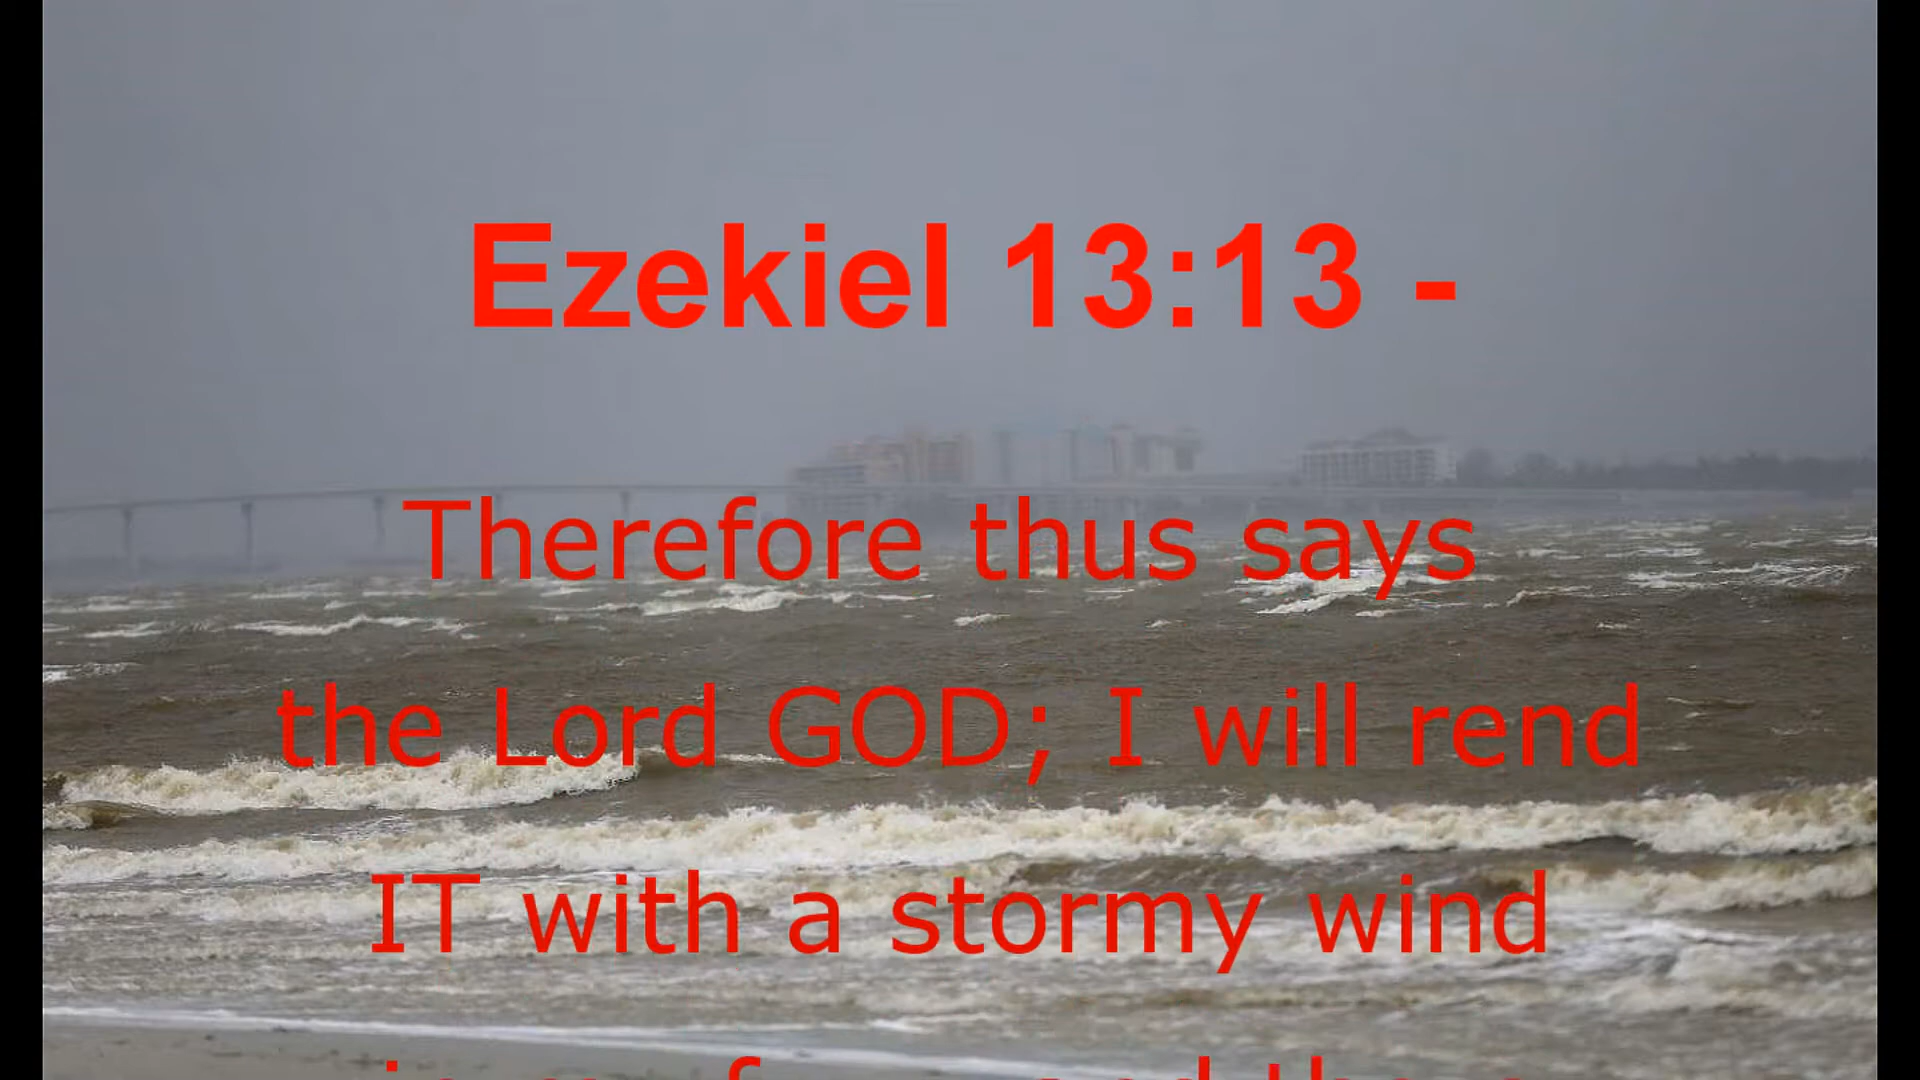 Ezekiel 13:13 -
Therefore thus says
the Lord GOD; I will rend
IT with a stormy wind